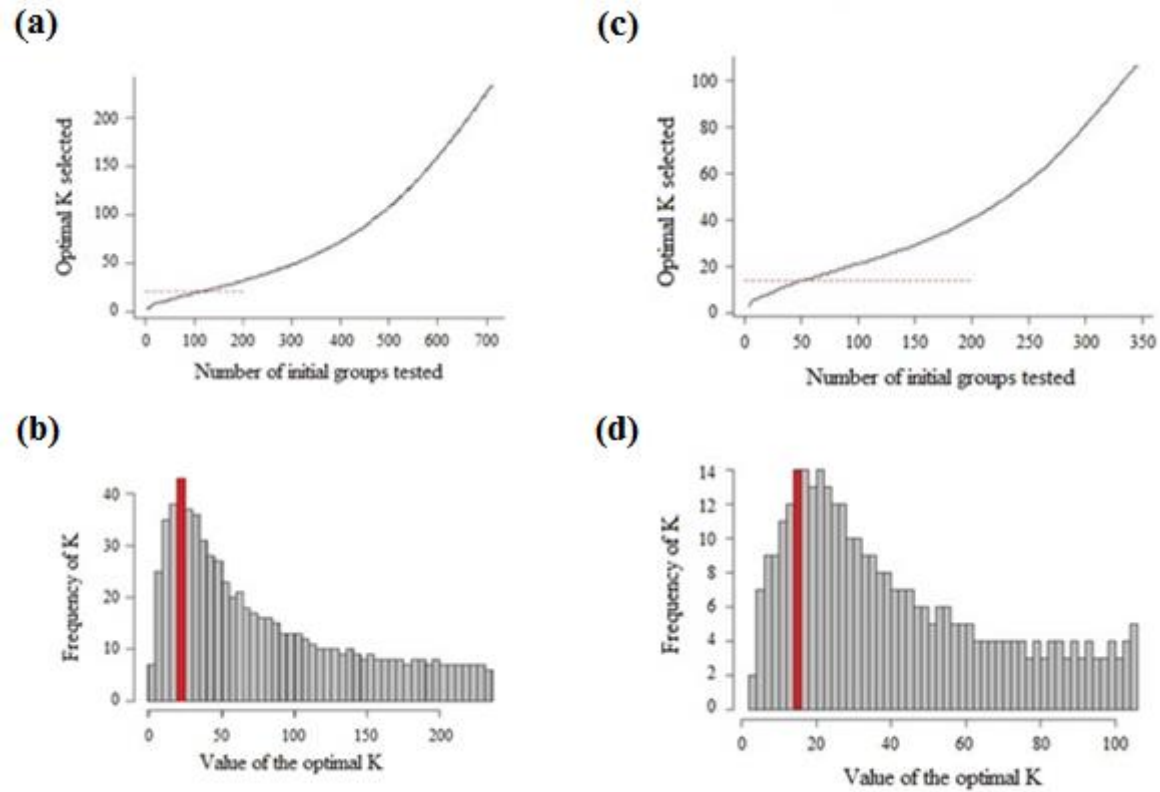 (a)
Optimal K selected
200
150
100
50
0
0 100 200 300 400 500 600 700
Number of initial groups tested
(c)
Optimal K selected
100
80
60
40
20
0
0 50 100 150 200 250 300 350
Number of initial groups tested
(b)
Frequency of K
40
30
20
10
0
0 50 100 150 200
Value of the optimal K
(d)
Frequency of K
14
12
10
8
6
4
2
0
0 20 40 60 80 100
Value of the optimal K